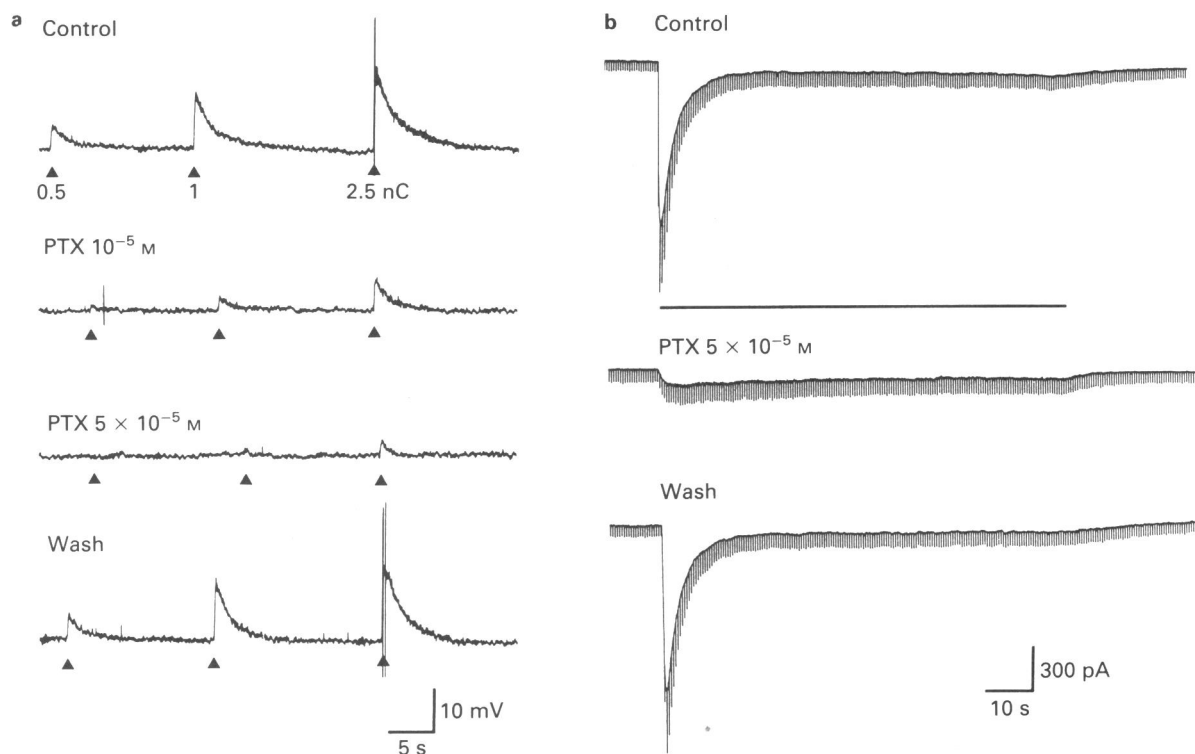 a
Control
0.5 1 2.5 nC
PTX 10⁻⁵ M
PTX 5 × 10⁻⁵ M
Wash
10 mV
5 s
b
Control
PTX 5 × 10⁻⁵ M
Wash
300 pA
10 s